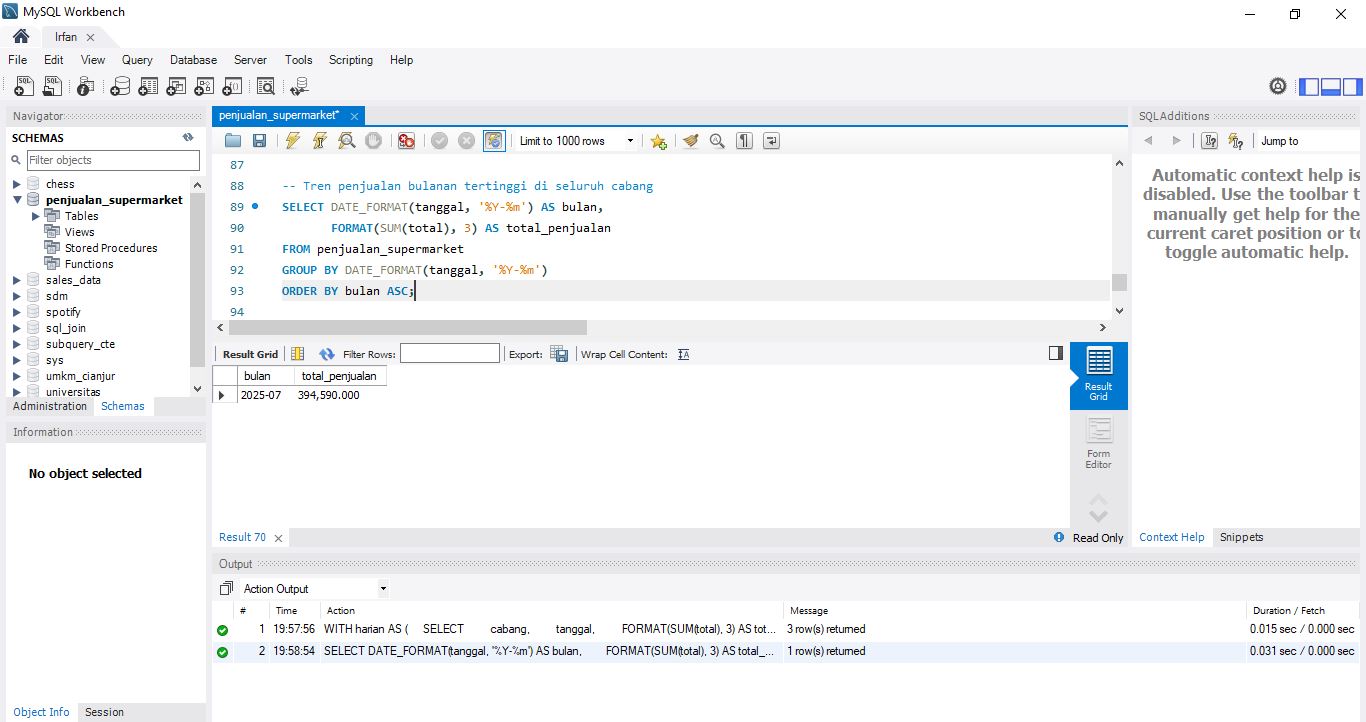 MySQL Workbench
Irfan
File Edit View Query Database Server Tools Scripting Help
Navigator
SCHEMAS
Filter objects
chess
penjualan_supermarket
Tables
Views
Stored Procedures
Functions
sales_data
sdm
spotify
sql_join
subquery_cte
sys
umkm_cianjur
universitas
Administration Schemas
Information
No object selected
Object Info Session
penjualan_supermarket*
Limit to 1000 rows
87
88 -- Tren penjualan bulanan tertinggi di seluruh cabang
89 SELECT DATE_FORMAT(tanggal, '%Y-%m') AS bulan,
90 FORMAT(SUM(total), 3) AS total_penjualan
91 FROM penjualan_supermarket
92 GROUP BY DATE_FORMAT(tanggal, '%Y-%m')
93 ORDER BY bulan ASC;
94
Result Grid Filter Rows: Export: Wrap Cell Content:
bulan total_penjualan
2025-07 394,590.000
Result Grid
Form Editor
Result 70
Read Only
SQLAdditions
Jump to
Automatic context help is
disabled. Use the toolbar t
manually get help for the
current caret position or to
toggle automatic help.
Context Help Snippets
Output
Action Output
# Time Action Message Duration / Fetch
1 19:57:56 WITH harian AS ( SELECT cabang, tanggal, FORMAT(SUM(total), 3) AS tot... 3 row(s) returned 0.015 sec / 0.000 sec
2 19:58:54 SELECT DATE_FORMAT(tanggal, '%Y-%m') AS bulan, FORMAT(SUM(total), 3) AS total_... 1 row(s) returned 0.031 sec / 0.000 sec